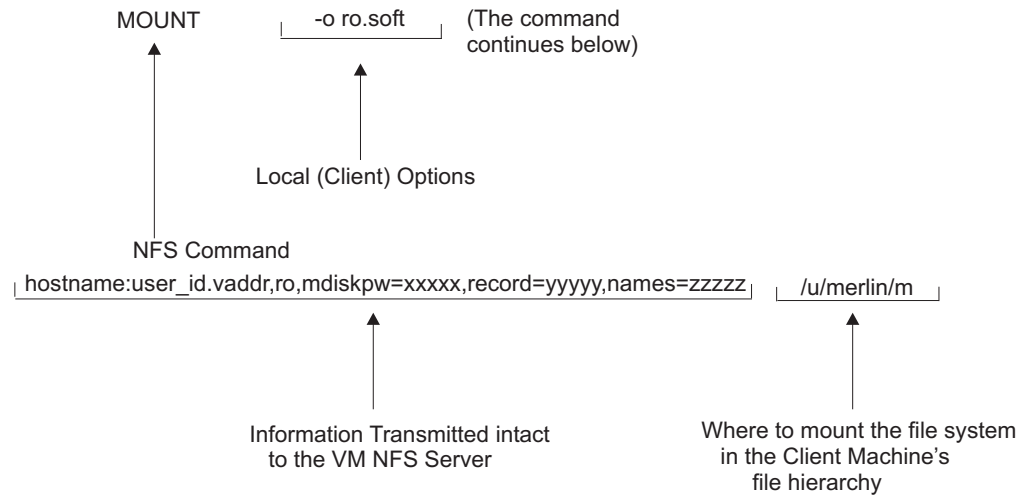 MOUNT
-o ro.soft
(The command
continues below)
Local (Client) Options
NFS Command
hostname:user_id.vaddr,ro,mdiskpw=xxxxx,record=yyyyy,names=zzzzz
/u/merlin/m
Information Transmitted intact
to the VM NFS Server
Where to mount the file system
in the Client Machine's
file hierarchy